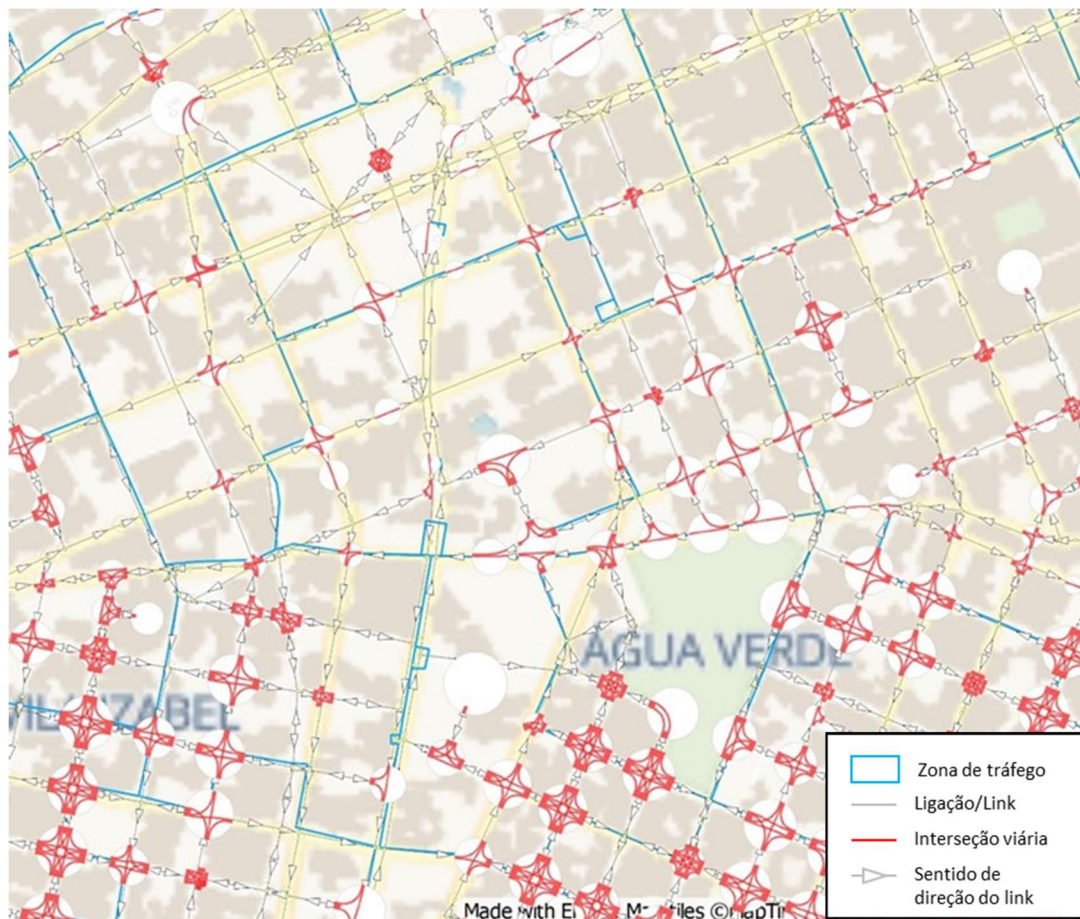 ÁGUA VERDE
Zona de tráfego
Ligação/Link
Interseção viária
Sentido de
direção do link
Made with